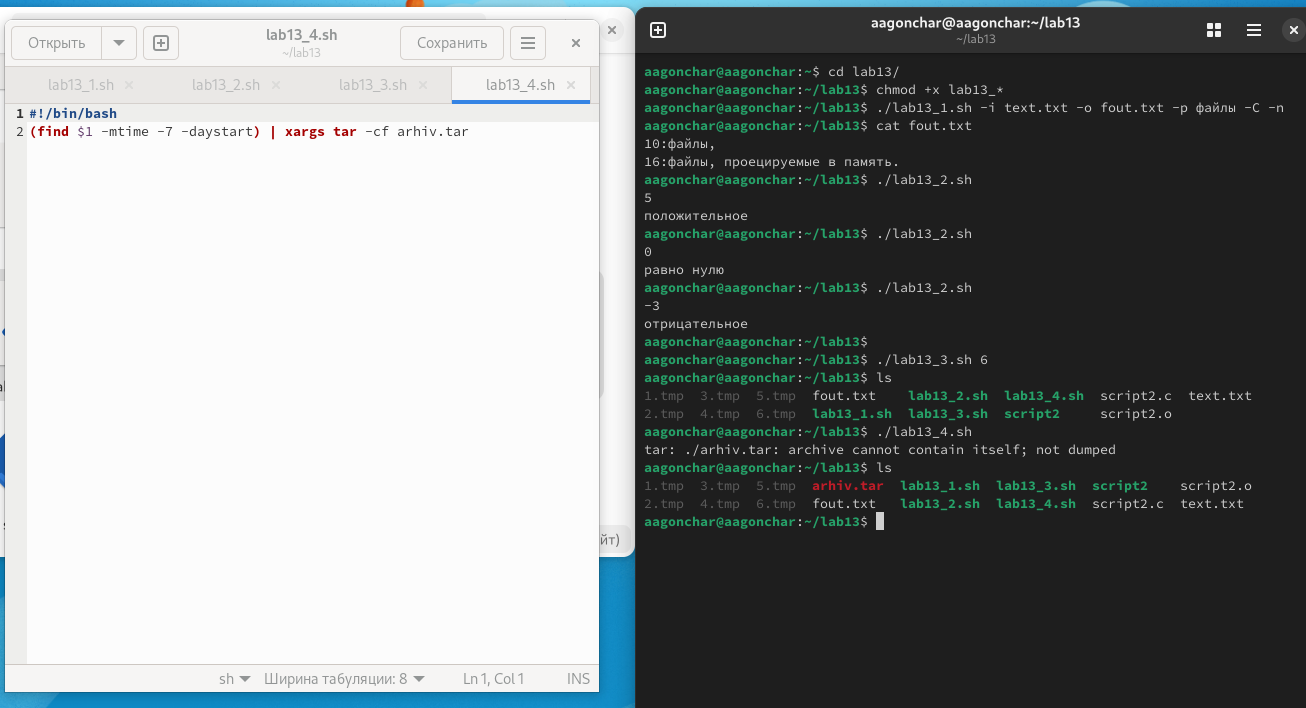 Открыть
lab13_4.sh
~/lab13
Сохранить
lab13_1.sh
lab13_2.sh
lab13_3.sh
lab13_4.sh
1 #!/bin/bash
2 (find $1 -mtime -7 -daystart) | xargs tar -cf arhiv.tar
sh
Ширина табуляции: 8
Ln 1, Col 1
INS
йт)
aagonchar@aagonchar:~/lab13
~/lab13
aagonchar@aagonchar:~$ cd lab13/
aagonchar@aagonchar:~/lab13$ chmod +x lab13_*
aagonchar@aagonchar:~/lab13$ ./lab13_1.sh -i text.txt -o fout.txt -p файлы -C -n
aagonchar@aagonchar:~/lab13$ cat fout.txt
10:файлы,
16:файлы, проецируемые в память.
aagonchar@aagonchar:~/lab13$ ./lab13_2.sh
5
положительное
aagonchar@aagonchar:~/lab13$ ./lab13_2.sh
0
равно нулю
aagonchar@aagonchar:~/lab13$ ./lab13_2.sh
-3
отрицательное
aagonchar@aagonchar:~/lab13$
aagonchar@aagonchar:~/lab13$ ./lab13_3.sh 6
aagonchar@aagonchar:~/lab13$ ls
1.tmp 3.tmp 5.tmp fout.txt lab13_2.sh lab13_4.sh script2.c text.txt
2.tmp 4.tmp 6.tmp lab13_1.sh lab13_3.sh script2 script2.o
aagonchar@aagonchar:~/lab13$ ./lab13_4.sh
tar: ./arhiv.tar: archive cannot contain itself; not dumped
aagonchar@aagonchar:~/lab13$ ls
1.tmp 3.tmp 5.tmp arhiv.tar lab13_1.sh lab13_3.sh script2 script2.o
2.tmp 4.tmp 6.tmp fout.txt lab13_2.sh lab13_4.sh script2.c text.txt
aagonchar@aagonchar:~/lab13$